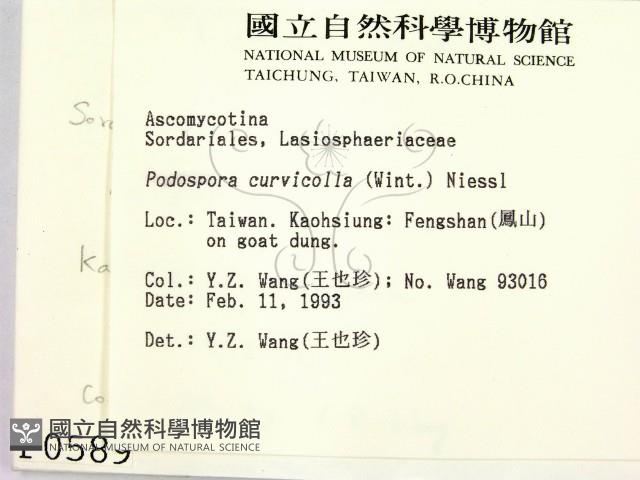 國立自然科學博物館
NATIONAL MUSEUM OF NATURAL SCIENCE
TAICHUNG, TAIWAN, R.O.CHINA
Ascomycotina
Sordariales, Lasiosphaeriaceae
Podospora curvicolla (Wint.) Niessl
Loc.: Taiwan. Kaohsiung: Fengshan(鳳山)
on goat dung.
Col.: Y.Z. Wang(王也珍); No. Wang 93016
Date: Feb. 11, 1993
Det.: Y.Z. Wang(王也珍)
Sor
Ka
Co
國立自然科學博物館
NATIONAL MUSEUM OF NATURAL SCIENCE